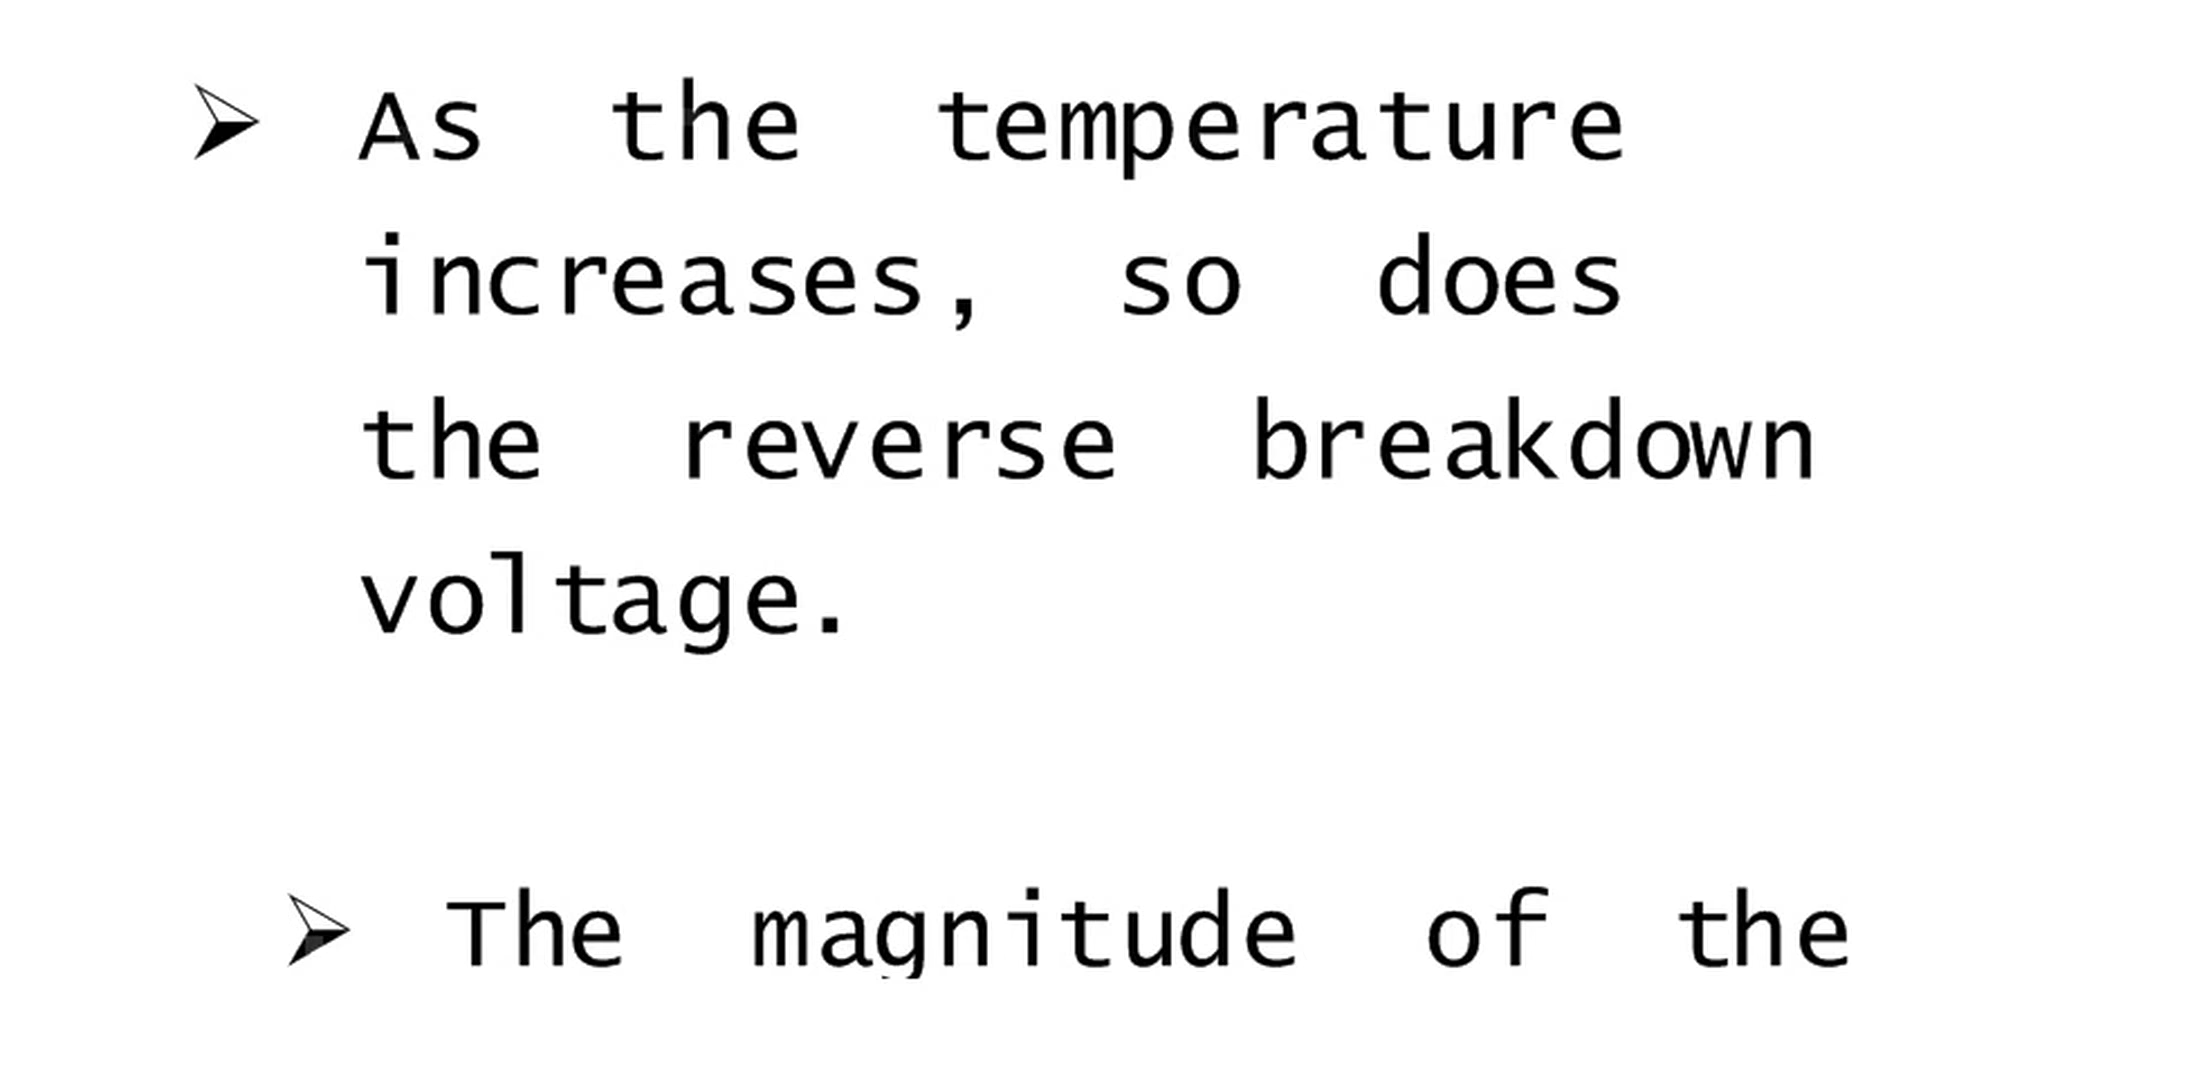 ➢ As the temperature
increases, so does
the reverse breakdown
voltage.
➢ The magnitude of the